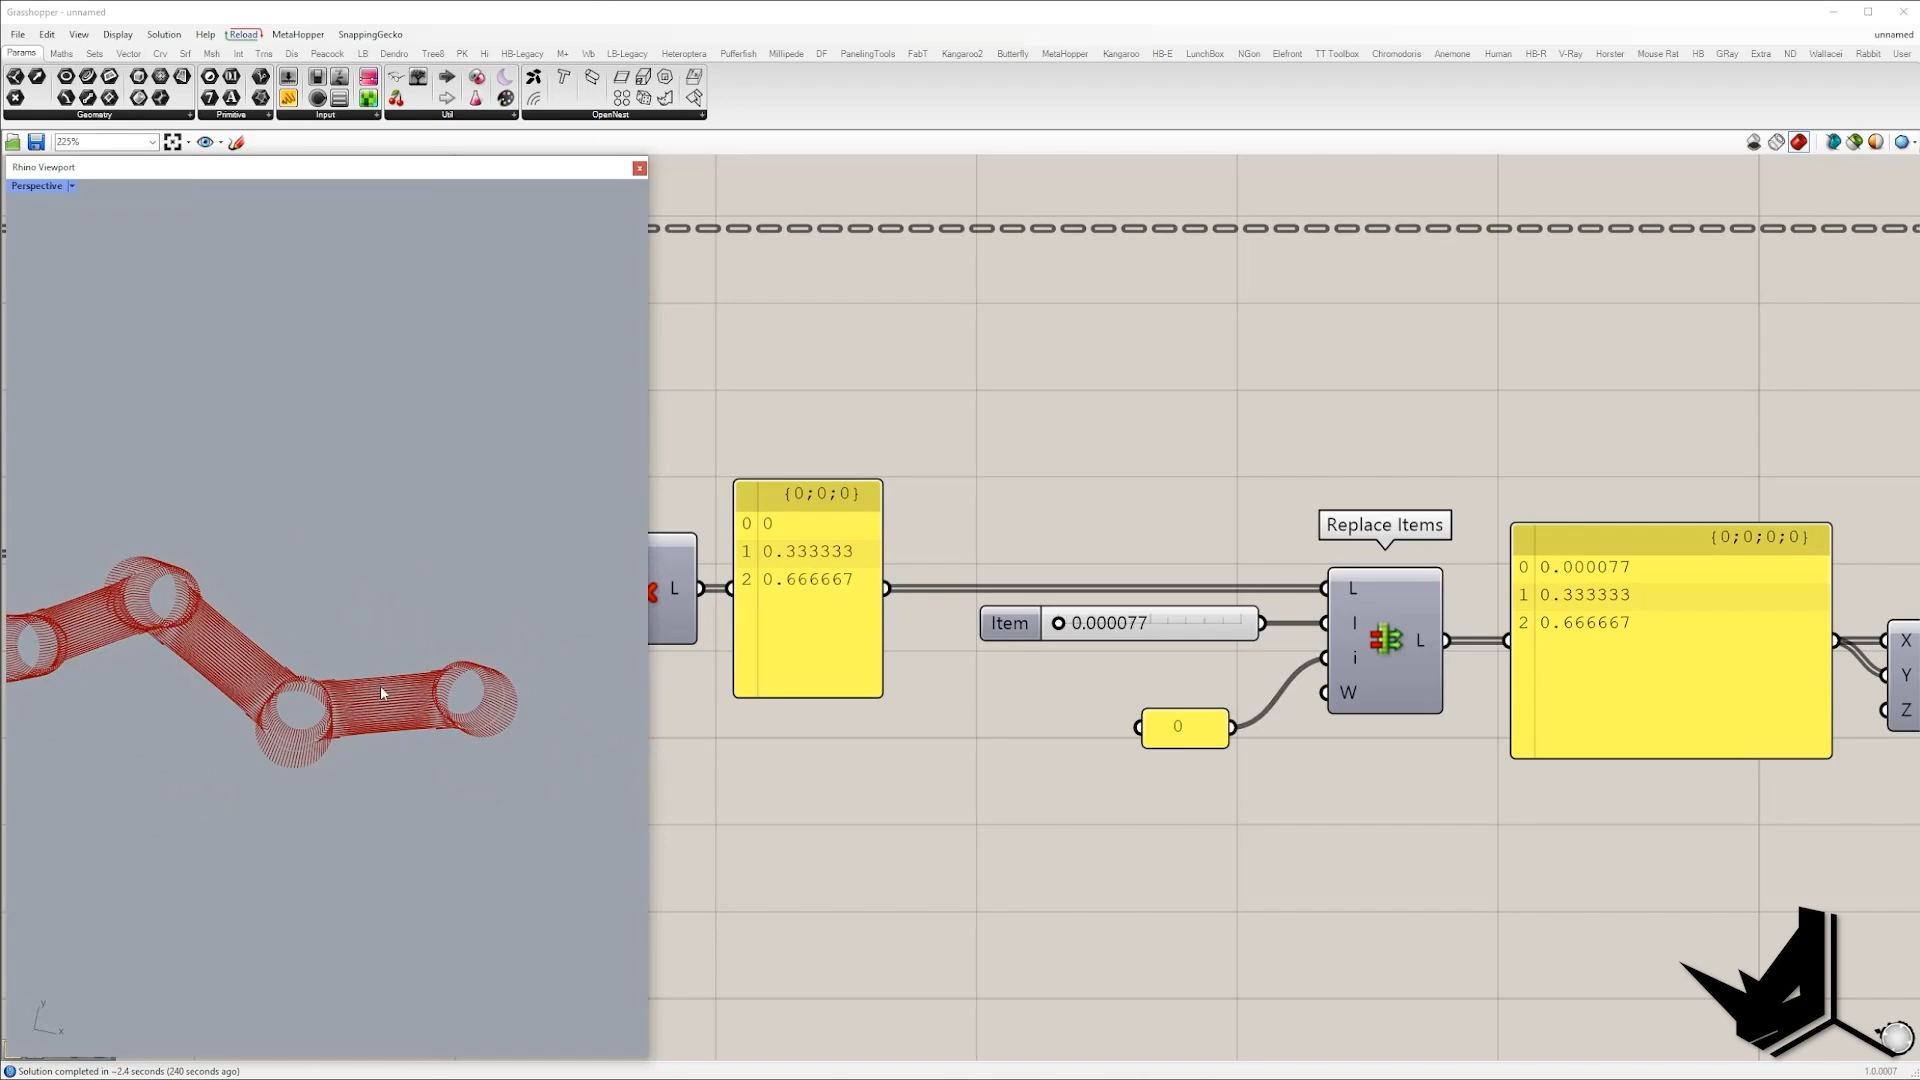 Grasshopper - unnamed
File Edit View Display Solution Help Reload MetaHopper SnappingGecko
unnamed
Params Maths Sets Vector Crv Srf Msh Int Trns Dis Peacock LB Dendro Tree8 PK Hi HB-Legacy M+ Wb LB-Legacy Heteroptera Pufferfish Millipede DF PanelingTools FabT Kangaroo2 Butterfly MetaHopper Kangaroo HB-E LunchBox NGon Elefront TT Toolbox Chromodoris Anemone Human HB-R V-Ray Horster Mouse Rat HB GRay Extra ND Wallacei Rabbit User
Geometry Primitive Input Util OpenNest
225%
Rhino Viewport
Perspective
{0;0;0}
0 0
1 0.333333
2 0.666667
L
Item 0.000077
0
Replace Items
L
I
i
W
L
{0;0;0;0}
0 0.000077
1 0.333333
2 0.666667
X
Y
Z
y
x
Solution completed in ~2.4 seconds (240 seconds ago)
1.0.0007